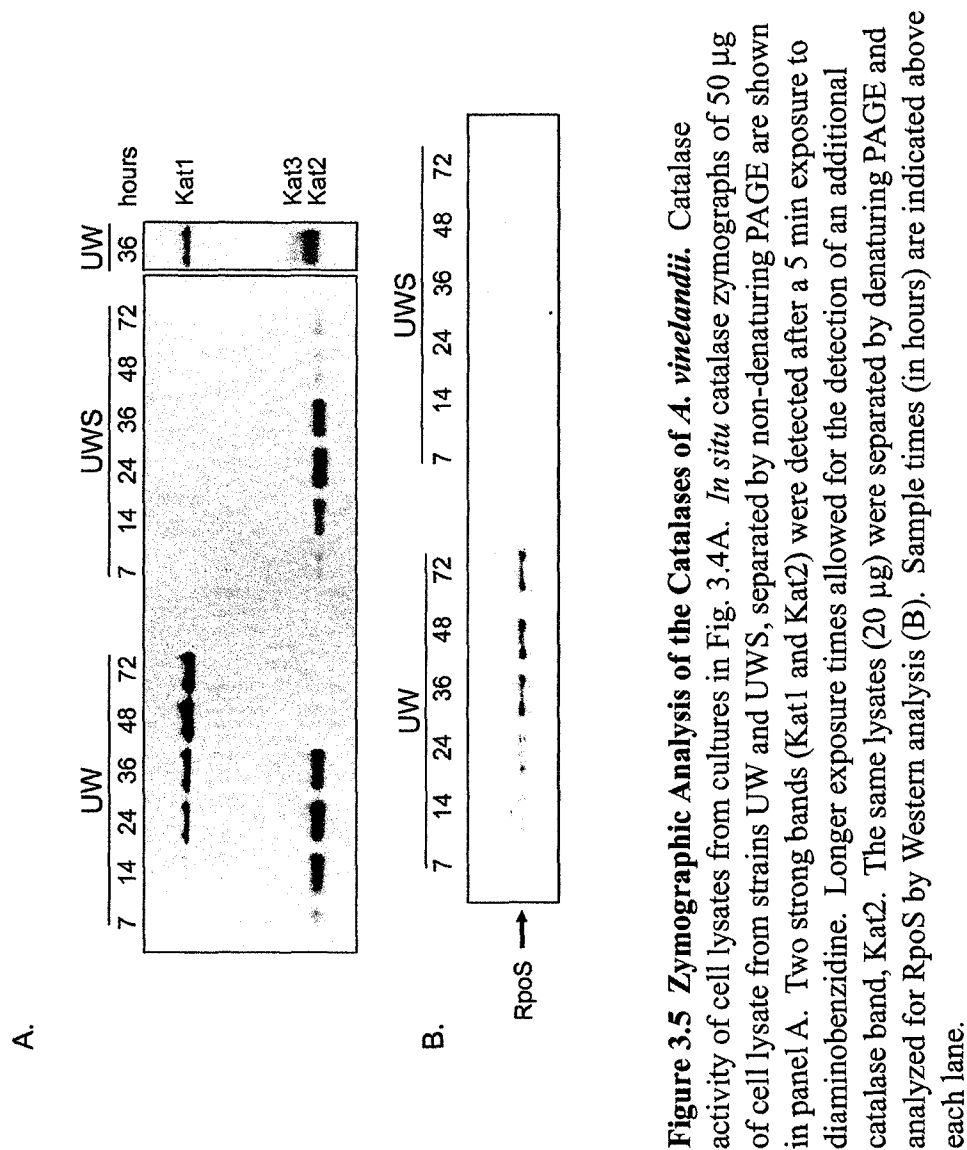 A.
UW UWS UW
7 14 24 36 48 72 7 14 24 36 48 72 36 hours
Kat1
Kat3
Kat2
B.
UW UWS
7 14 24 36 48 72 7 14 24 36 48 72
RpoS
Figure 3.5 Zymographic Analysis of the Catalases of A. vinelandii. Catalase
activity of cell lysates from cultures in Fig. 3.4A. In situ catalase zymographs of 50 µg
of cell lysate from strains UW and UWS, separated by non-denaturing PAGE are shown
in panel A. Two strong bands (Kat1 and Kat2) were detected after a 5 min exposure to
diaminobenzidine. Longer exposure times allowed for the detection of an additional
catalase band, Kat2. The same lysates (20 µg) were separated by denaturing PAGE and
analyzed for RpoS by Western analysis (B). Sample times (in hours) are indicated above
each lane.